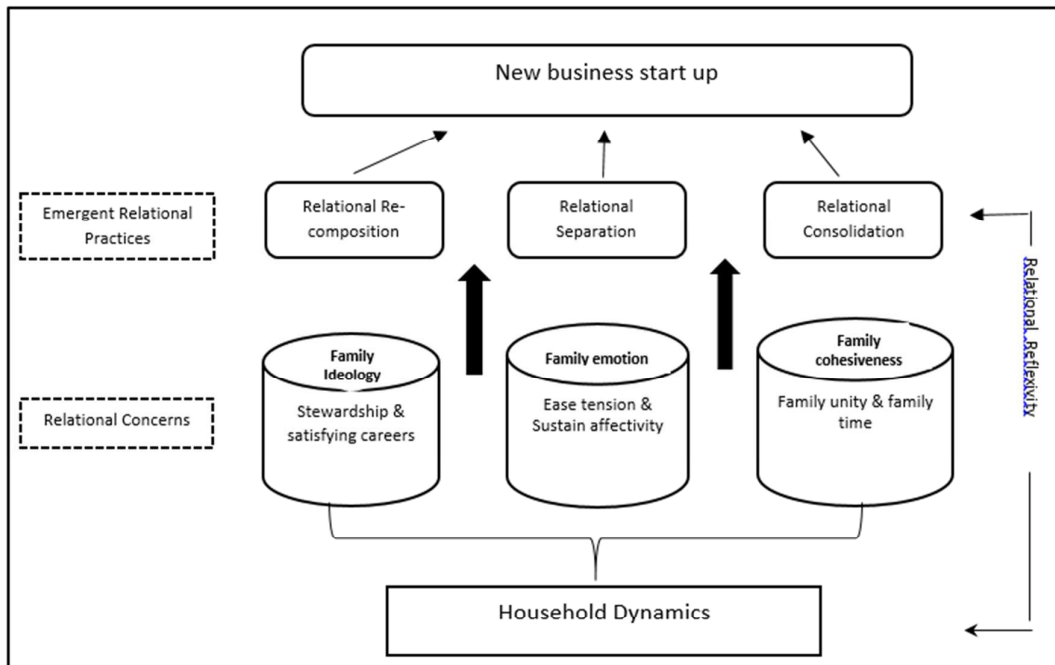 New business start up
Emergent Relational
Practices
Relational Re-
composition
Relational
Separation
Relational
Consolidation
Relational Reflexivity
Relational Concerns
Family
Ideology
Stewardship &
satisfying careers
Family emotion
Ease tension &
Sustain affectivity
Family
cohesiveness
Family unity & family
time
Household Dynamics